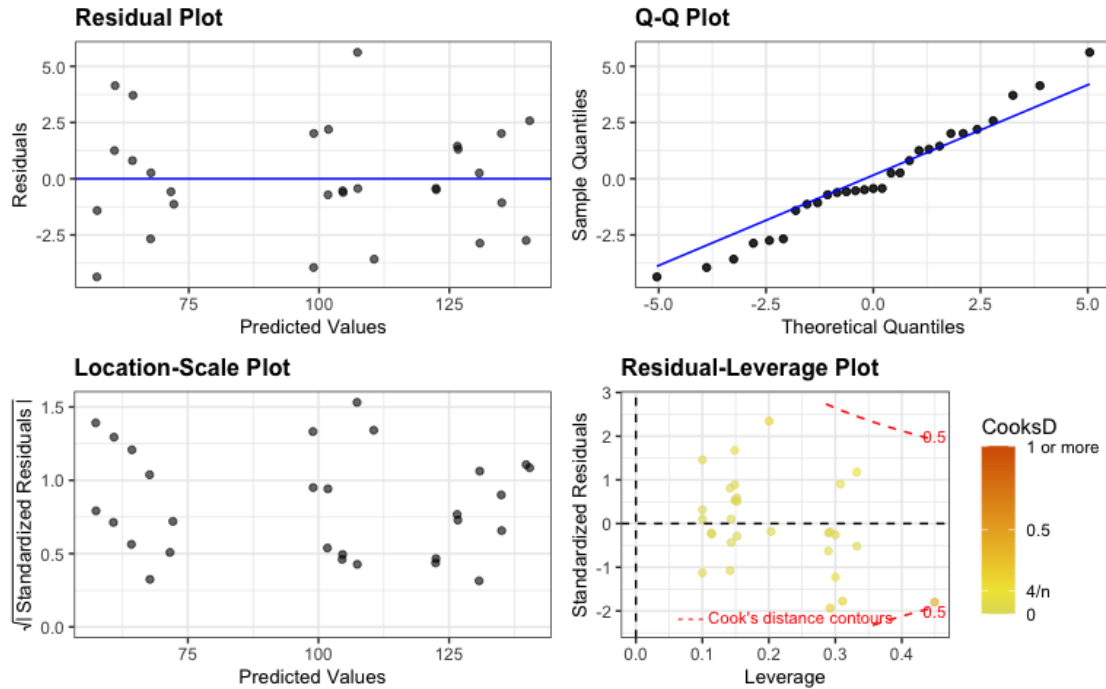 Residual Plot
5.0
2.5
0.0
-2.5
Residuals
75
100
125
Predicted Values
Q-Q Plot
5.0
2.5
0.0
-2.5
Sample Quantiles
-5.0
-2.5
0.0
2.5
5.0
Theoretical Quantiles
Location-Scale Plot
1.5
1.0
0.5
0.0
√| Standardized Residuals |
75
100
125
Predicted Values
Residual-Leverage Plot
3
2
1
0
-1
-2
Standardized Residuals
0.5
0.5
Cook's distance contours
0.0
0.1
0.2
0.3
0.4
Leverage
CooksD
1 or more
0.5
4/n
0